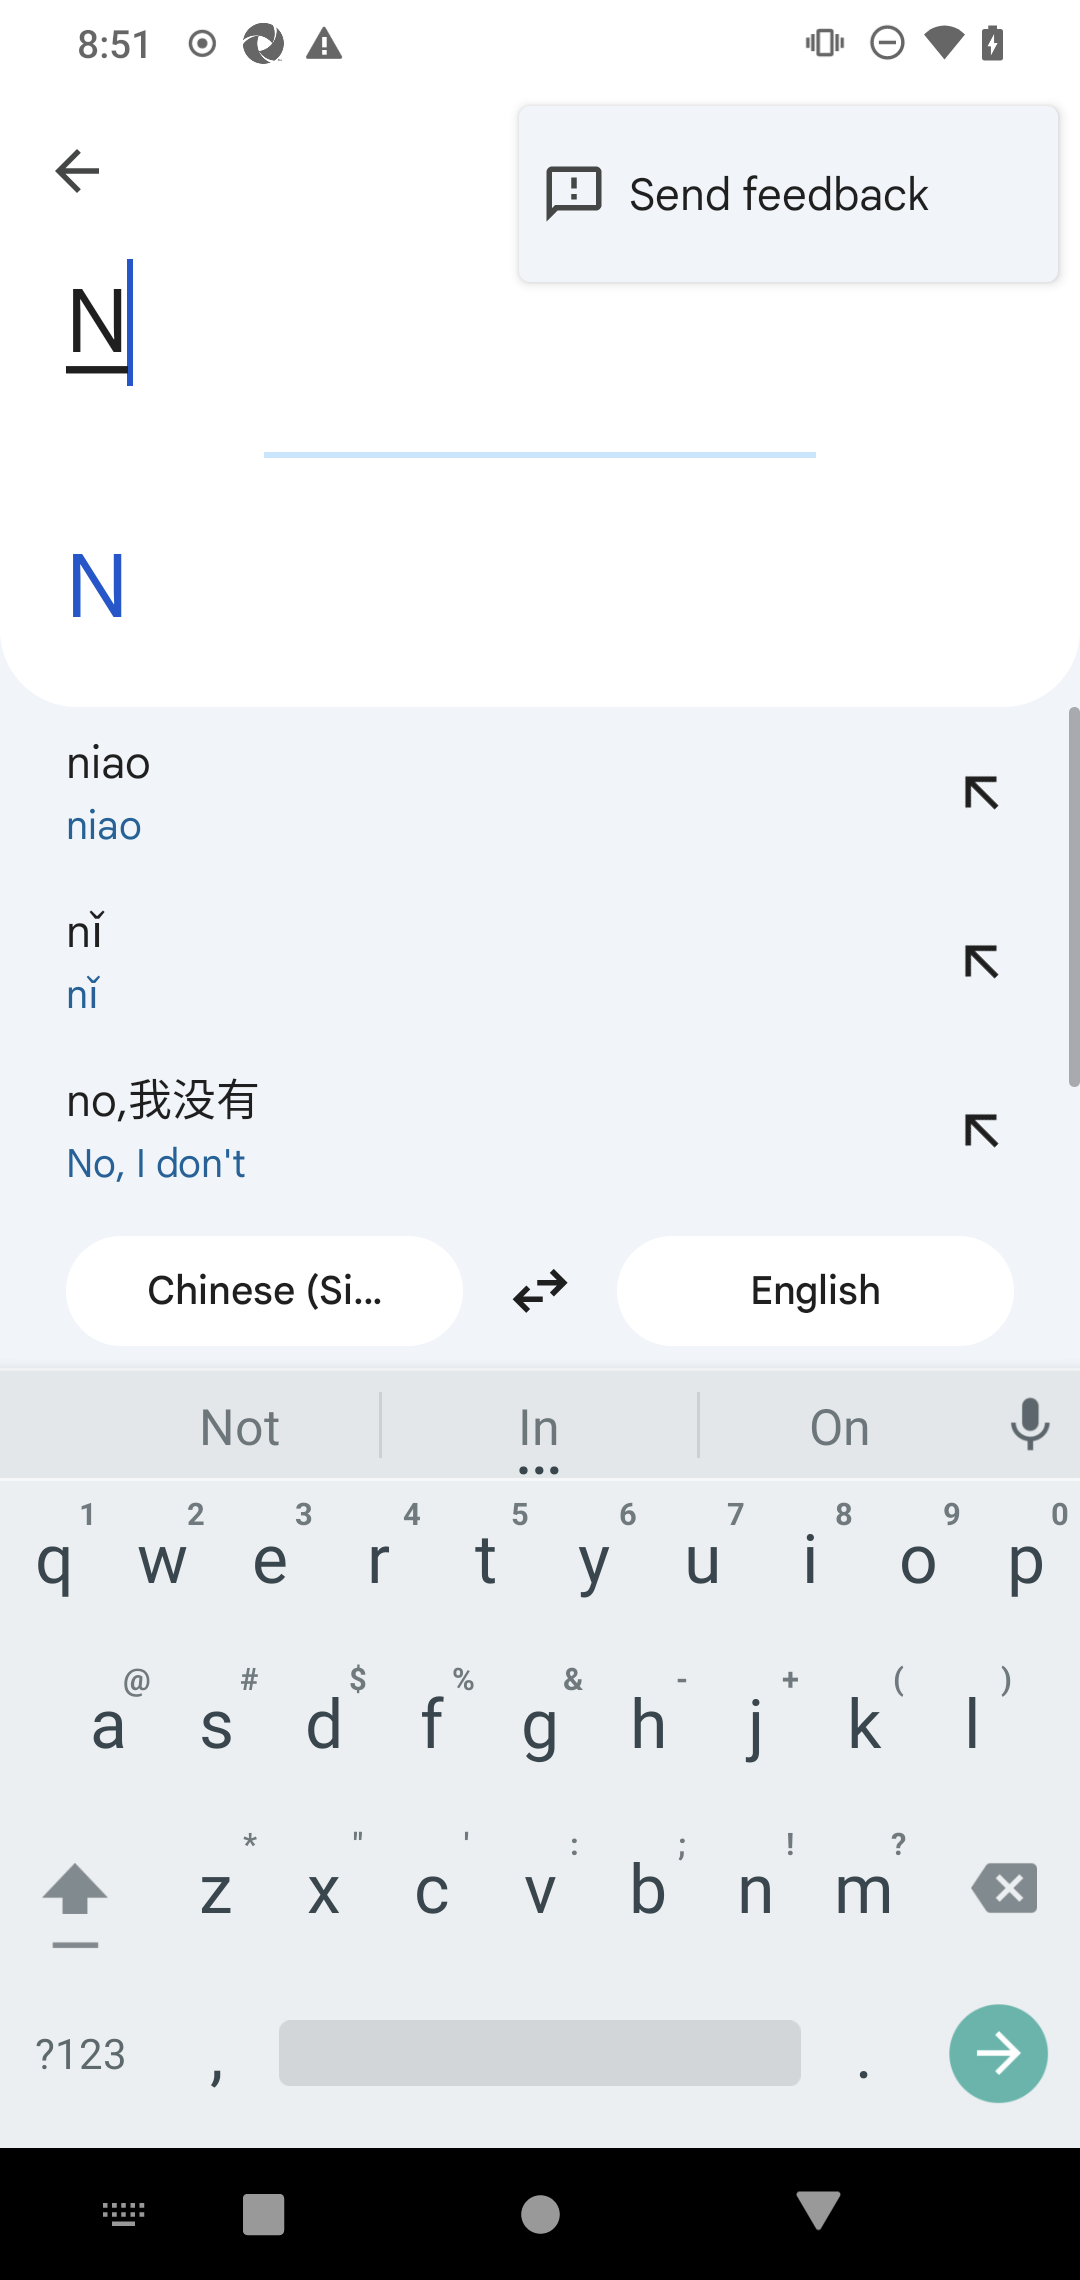 8:51
Send feedback
N
N
niao
niao
nǐ
nǐ
no,我没有
No, I don't
Chinese (Si...
English
Not
In
On
1 2 3 4 5 6 7 8 9 0
q w e r t y u i o p
@ # $ % & - + ( )
a s d f g h j k l
* " ' : ; ! ?
z x c v b n m
?123 , .